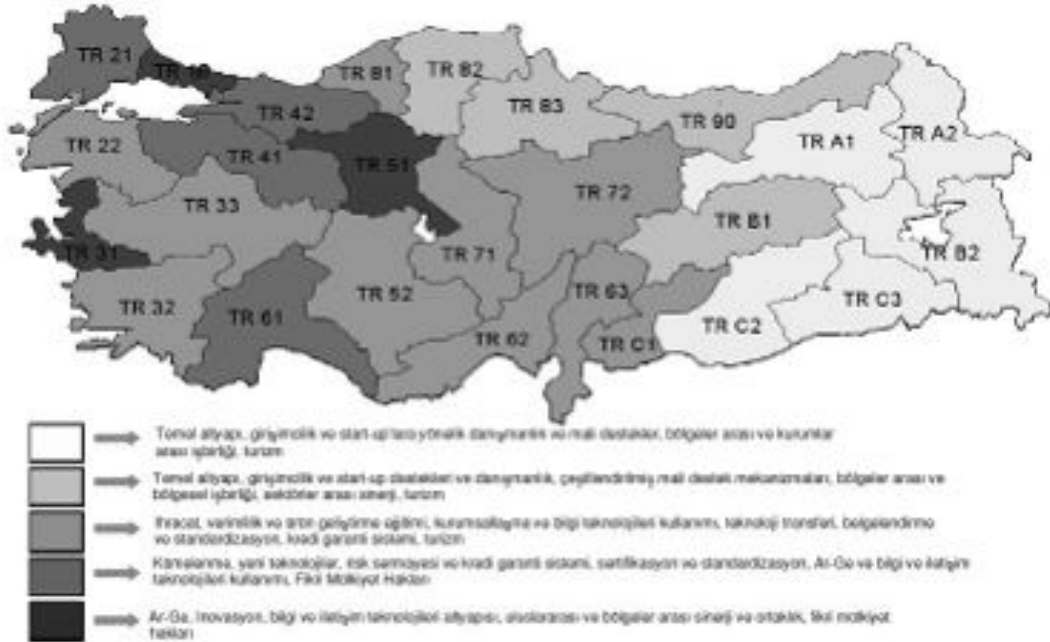 TR 21
TR 10
TR 81
TR 82
TR 83
TR 42
TR 90
TR A1
TR A2
TR 22
TR 41
TR 51
TR 72
TR 33
TR B1
TR 31
TR 71
TR B2
TR 32
TR 61
TR 52
TR 63
TR C3
TR 62
TR C1
TR C2
Temel altyapı, girişimcilik ve start-up lara yönelik danışmanlık ve mali destekler, bölgeler arası ve kurumlar
arası işbirliği, turizm
Temel altyapı, girişimcilik ve start-up destekleri ve danışmanlık, çeşitlendirilmiş mali destek mekanizmaları, bölgeler arası ve
bölgesel işbirliği, sektörler arası sinerji, turizm
İhracat, verimlilik ve ürün geliştirme eğitimi, kurumsallaşma ve bilgi teknolojileri kullanımı, teknoloji transferi, belgelendirme
ve standardizasyon, kredi garanti sistemi, turizm
Kümelenme, yeni teknolojiler, risk sermayesi ve kredi garanti sistemi, sertifikasyon ve standardizasyon, Ar-Ge ve bilgi ve iletişim
teknolojileri kullanımı, Fikri Mülkiyet Hakları
Ar-Ge, İnovasyon, bilgi ve iletişim teknolojileri altyapısı, uluslararası ve bölgeler arası sinerji ve ortaklık, fikri mülkiyet
hakları